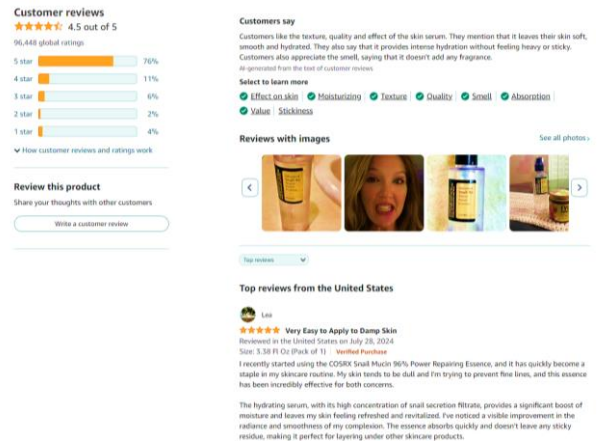 Customer reviews
4.5 out of 5
96,448 global ratings
5 star 76%
4 star 11%
3 star 6%
2 star 2%
1 star 4%
How customer reviews and ratings work
Review this product
Share your thoughts with other customers
Write a customer review
Customers say
Customers like the texture, quality and effect of the skin serum. They mention that it leaves their skin soft,
smooth and hydrated. They also say that it provides intense hydration without feeling heavy or sticky.
Customers also appreciate the smell, saying that it doesn't add any fragrance.
AI-generated from the text of customer reviews
Select to learn more
Effect on skin Moisturizing Texture Quality Smell Absorption
Value Stickiness
Reviews with images
See all photos ›
Top reviews
Top reviews from the United States
Lea
Very Easy to Apply to Damp Skin
Reviewed in the United States on July 28, 2024
Size: 3.38 Fl Oz (Pack of 1) Verified Purchase
I recently started using the COSRX Snail Mucin 96% Power Repairing Essence, and it has quickly become a
staple in my skincare routine. My skin tends to be dull and I'm trying to prevent fine lines, and this essence
has been incredibly effective for both concerns.
The hydrating serum, with its high concentration of snail secretion filtrate, provides a significant boost of
moisture and leaves my skin feeling refreshed and revitalized. I've noticed a visible improvement in the
radiance and smoothness of my complexion. The essence absorbs quickly and doesn't leave any sticky
residue, making it perfect for layering under other skincare products.